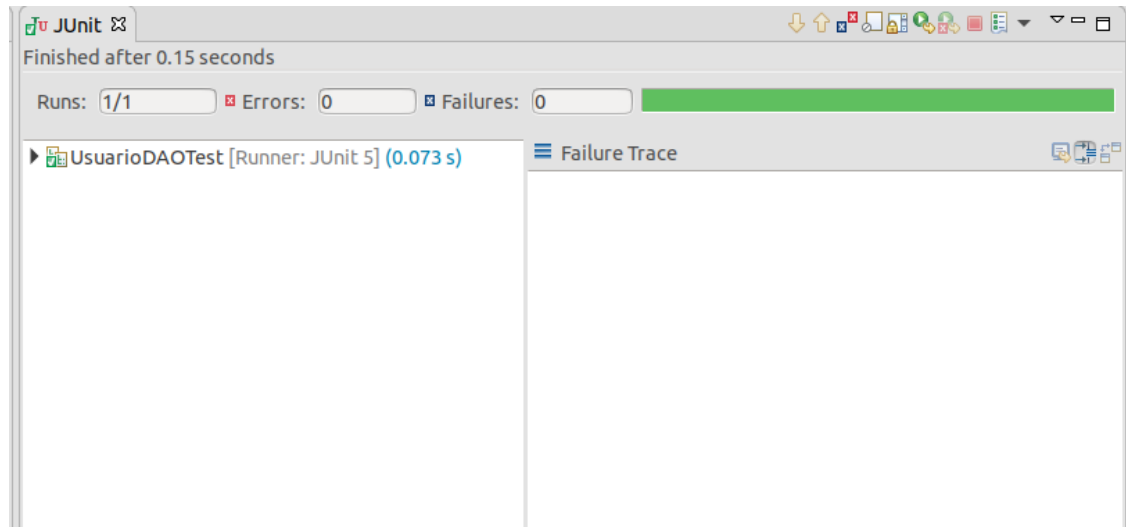 JUnit
Finished after 0.15 seconds
Runs: 1/1 Errors: 0 Failures: 0
UsuarioDAOTest [Runner: JUnit 5] (0.073 s)
Failure Trace